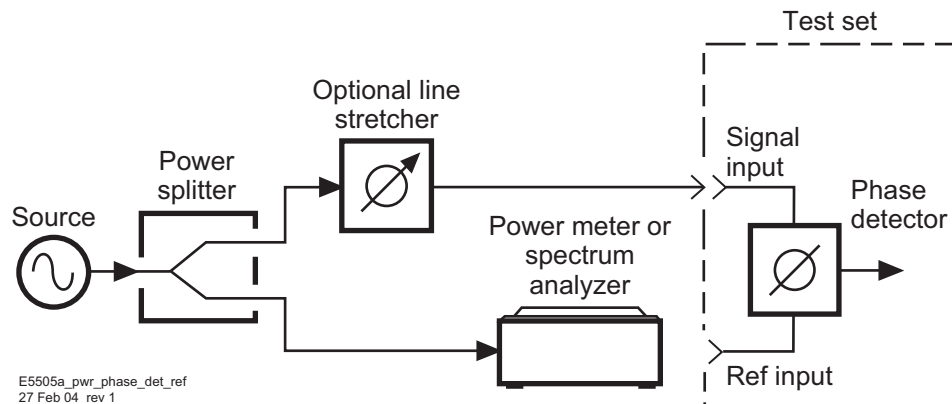 Test set
Optional line
stretcher
Signal
input
Power
splitter
Phase
detector
Source
Power meter or
spectrum
analyzer
Ref input
E5505a_pwr_phase_det_ref
27 Feb 04 rev 1